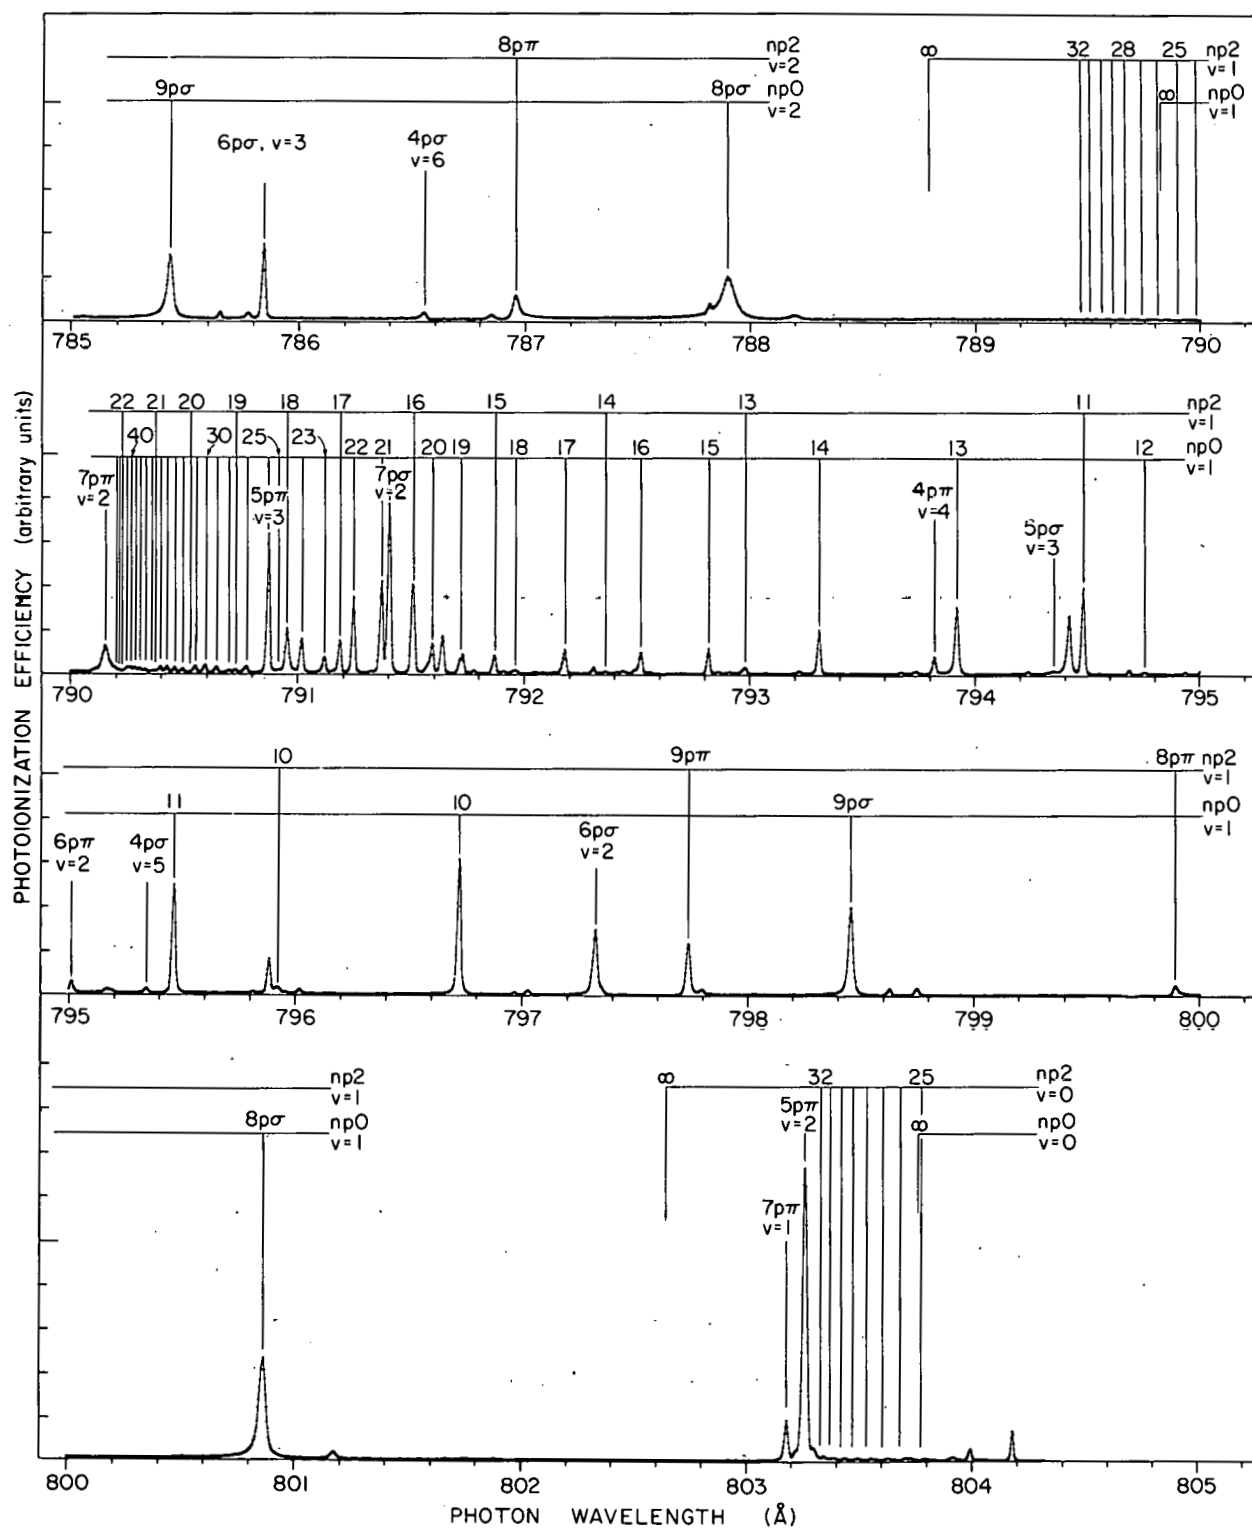 8pπ np2
v=2
9pσ 8pσ np0
v=2
6pσ, v=3
4pσ
v=6
∞ 32 28 25 np2
v=1
∞ np0
v=1
785 786 787 788 789 790
22 21 20 19 18 17 16 15 14 13 11 np2
v=1
40 30 25 23 22 21 20 19 18 17 16 15 14 13 12 np0
v=1
7pπ
v=2
5pπ
v=3
7pσ
v=2
4pπ
v=4
5pσ
v=3
790 791 792 793 794 795
10 9pπ 8pπ np2
v=1
11 10 9pσ np0
v=1
6pπ
v=2
4pσ
v=5
6pσ
v=2
795 796 797 798 799 800
np2
v=1
8pσ np0
v=1
∞ 32 25 np2
v=0
5pπ
v=2
∞ np0
v=0
7pπ
v=1
800 801 802 803 804 805
PHOTON WAVELENGTH (Å)
PHOTOIONIZATION EFFICIENCY (arbitrary units)